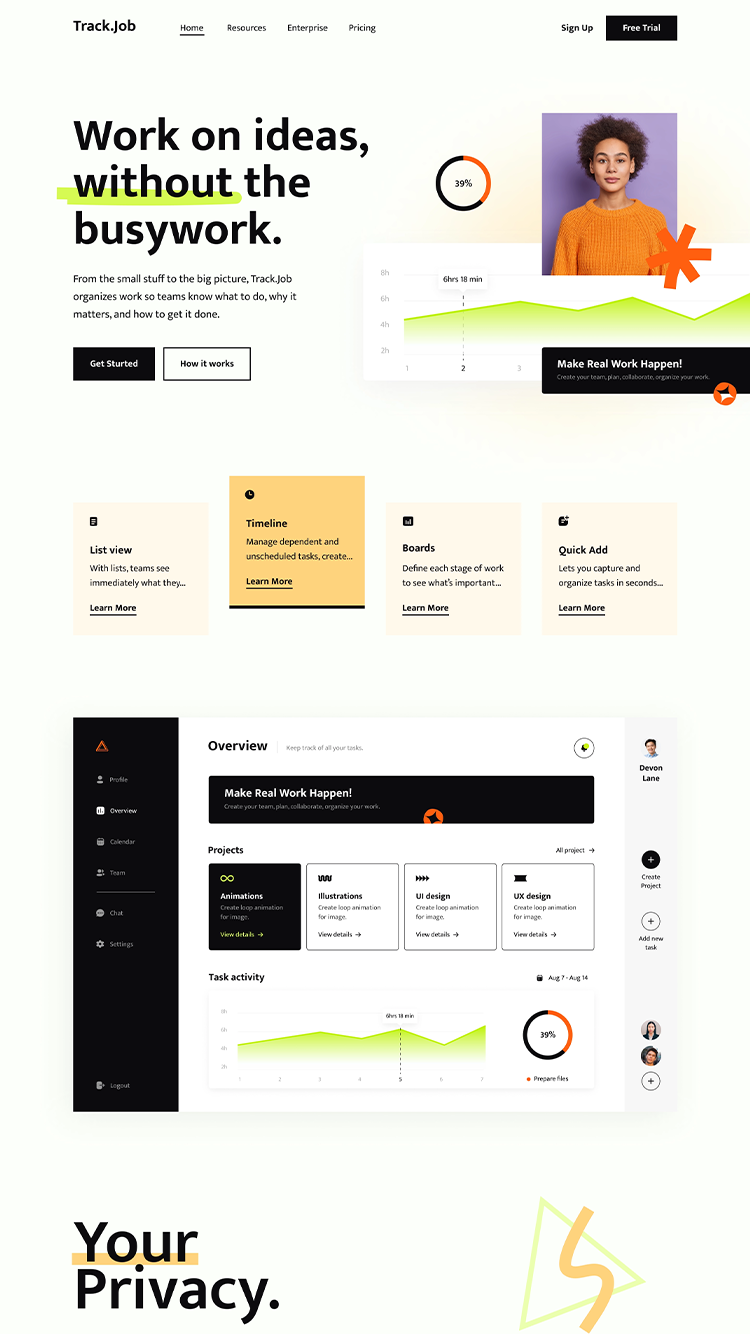 Track.Job
Home
Resources
Enterprise
Pricing
Sign Up
Free Trial
Work on ideas,
without the
busywork.
From the small stuff to the big picture, Track.Job
organizes work so teams know what to do, why it
matters, and how to get it done.
Get Sturted
How it works
39%
8h
6h
4h
2h
6hrs 18 min
1
2
3
Make Real Work Happen!
Create your team, plan, collaborate, organize your work.
List view
With lists, teams see
immediately what they...
Learn More
Timeline
Manage dependent and
unscheduled tasks, create...
Learn More
Boards
Define each stage of work
to see what's important...
Learn More
Quick Add
Lets you capture and
organize tasks in seconds...
Learn More
Profile
Overview
Calendar
Team
Chat
Settings
Logout
Overview
Keep track of all your tasks.
Make Real Work Happen!
Create your team, plan, collaborate, organize your work.
Projects
All project
Animations
Create loop animation
for image.
View details
Illustrations
Create loop animation
for image.
View details
UI design
Create loop animation
for image.
View details
UX design
Create loop animation
for image.
View details
Task activity
Aug 7 - Aug 14
8h
6h
4h
2h
6hrs 18 min
1
2
3
4
5
6
7
39%
Prepare files
Devon
Lane
Create
Project
Add new
task
Your
Privacy.